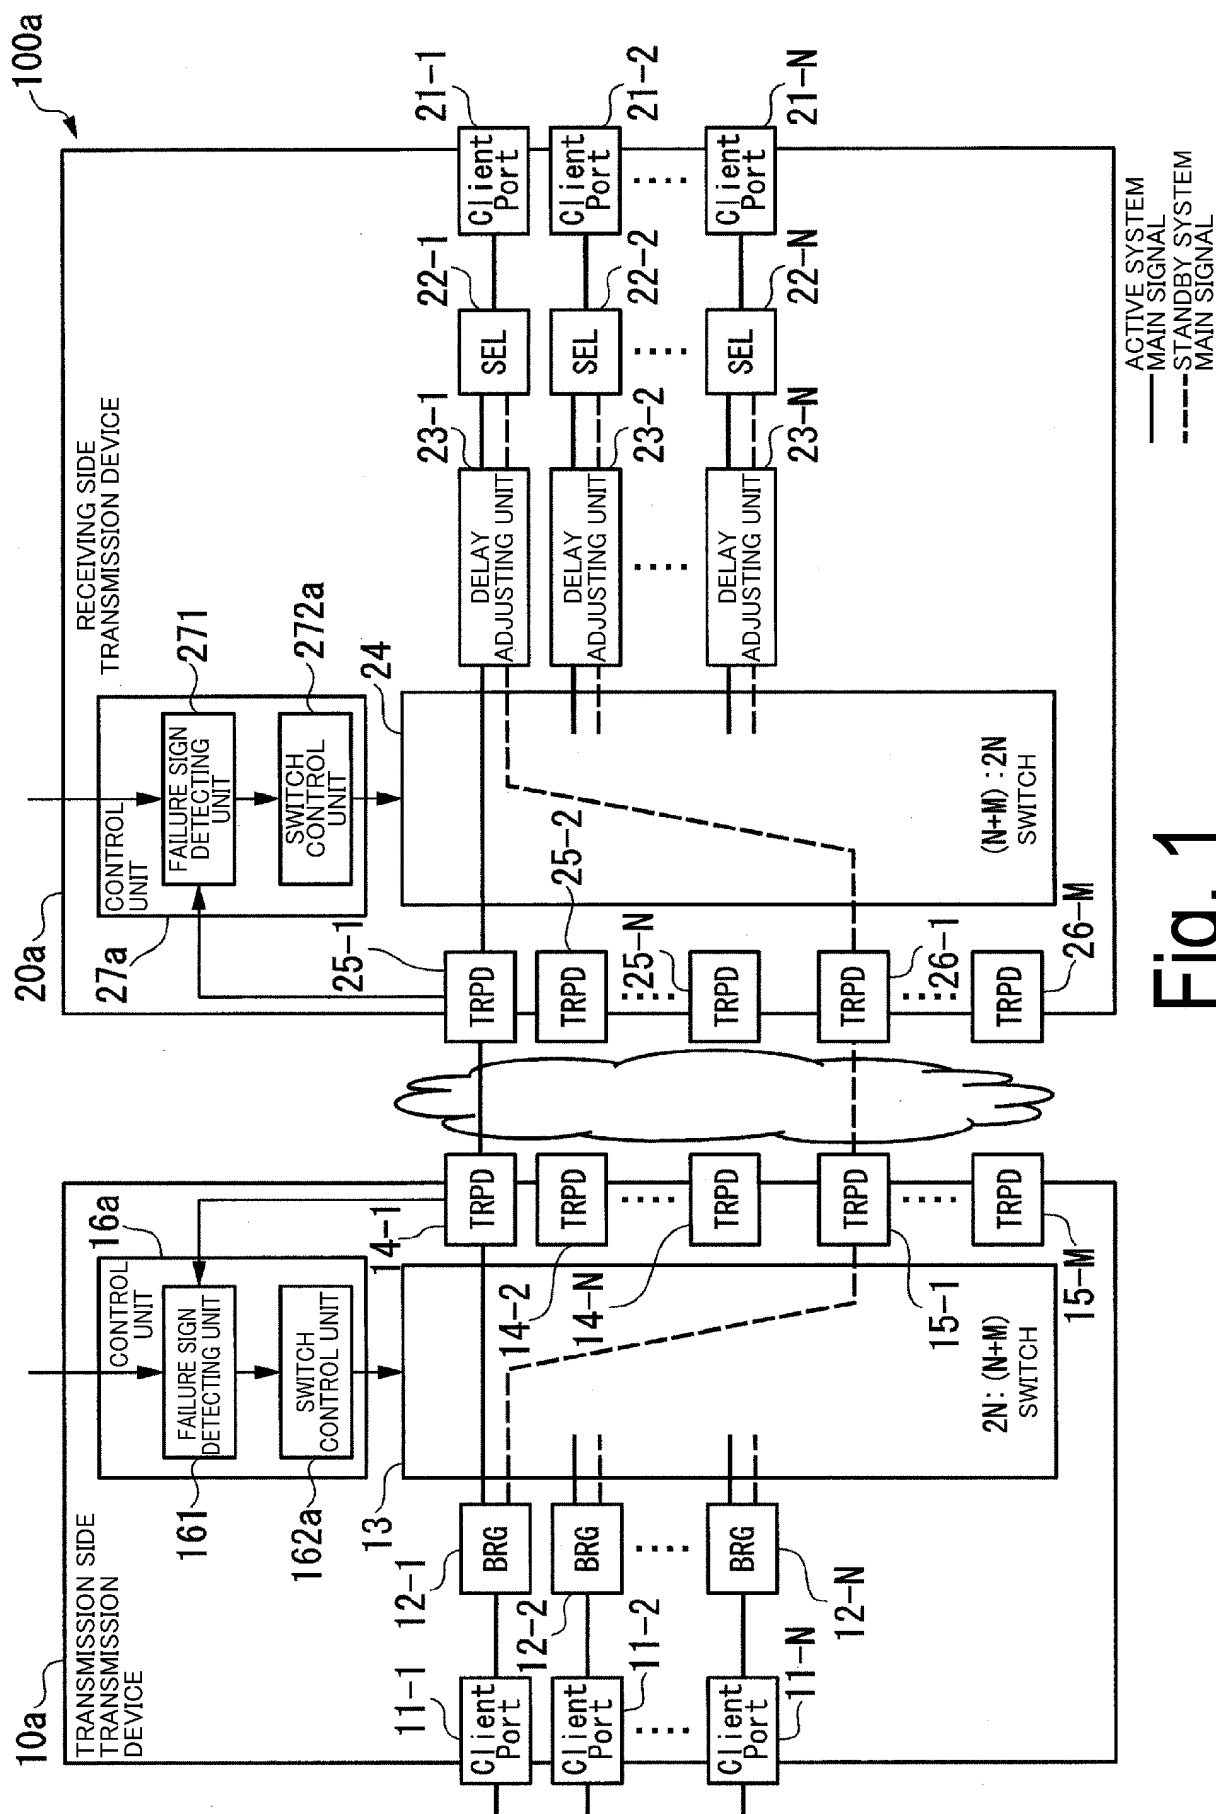 100a
10a
TRANSMISSION SIDE
TRANSMISSION
DEVICE
16a
CONTROL
UNIT
FAILURE SIGN
DETECTING UNIT
161
SWITCH
CONTROL UNIT
162a
13
2N:(N+M)
SWITCH
11-1
Client
Port
11-2
Client
Port
11-N
Client
Port
12-1
BRG
12-2
BRG
12-N
BRG
14-1
TRPD
14-2
TRPD
14-N
TRPD
15-1
TRPD
15-M
TRPD
20a
RECEIVING SIDE
TRANSMISSION DEVICE
27a
CONTROL
UNIT
FAILURE SIGN
DETECTING
UNIT
271
SWITCH
CONTROL
UNIT
272a
24
(N+M):2N
SWITCH
25-1
TRPD
25-2
TRPD
25-N
TRPD
26-1
TRPD
26-M
TRPD
23-1
DELAY
ADJUSTING UNIT
23-2
DELAY
ADJUSTING UNIT
23-N
DELAY
ADJUSTING UNIT
22-1
SEL
22-2
SEL
22-N
SEL
21-1
Client
Port
21-2
Client
Port
21-N
Client
Port
ACTIVE SYSTEM
MAIN SIGNAL
STANDBY SYSTEM
MAIN SIGNAL
Fig. 1